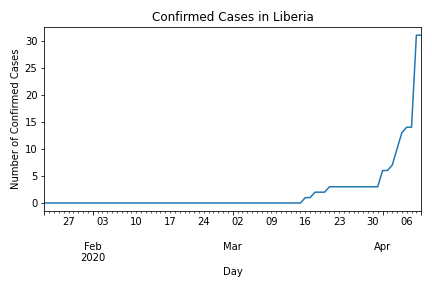 Confirmed Cases in Liberia
Number of Confirmed Cases
30
25
20
15
10
5
0
27 03 10 17 24 02 09 16 23 30 06
Feb Mar Apr
2020
Day